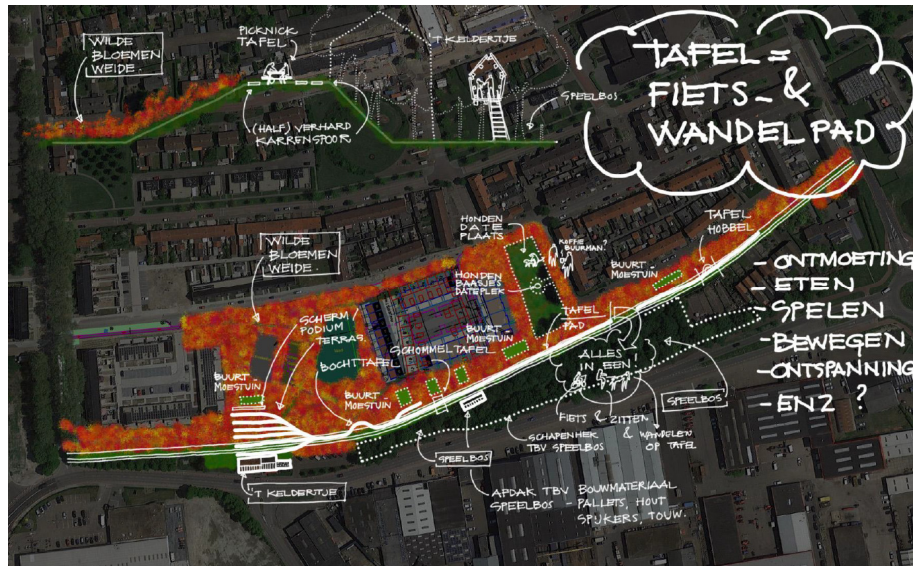 WILDE
BLOEMEN
WEIDE.
PICKNICK
TAFEL
'T KELDERTJE
SPEELBOS
(HALF) VERHARD
KARRENSPOOR
TAFEL =
FIETS- &
WANDELPAD
WILDE
BLOEMEN
WEIDE.
SCHERM
PODIUM
TERRAS.
BOCHTTAFEL
BUURT-
MOESTUIN
BUURT
-MOESTUIN
SCHOMMELTAFEL
BUURT-
MOESTUIN
HONDEN
DATE
PLAATS
KOFFIE
BUURMAN?
HONDEN
BAASJE'S
DATEPLEK
BUURT-
MOESTUIN
TAFEL
HOBBEL
TAFEL
PAD
ALLES
IN EEN
FIETS & ZITTEN
& WANDELEN
OP TAFEL
SPEELBOS
SCHAPENHEK
TBV SPEELBOS
SPEELBOS
'T KELDERTJE
AFDAK TBV BOUWMATERIAAL
SPEELBOS - PALLETS, HOUT
SPIJKERS, TOUW.
- ONTMOETING
- ETEN
- SPELEN
- BEWEGEN
- ONTSPANNING
- ENZ ?